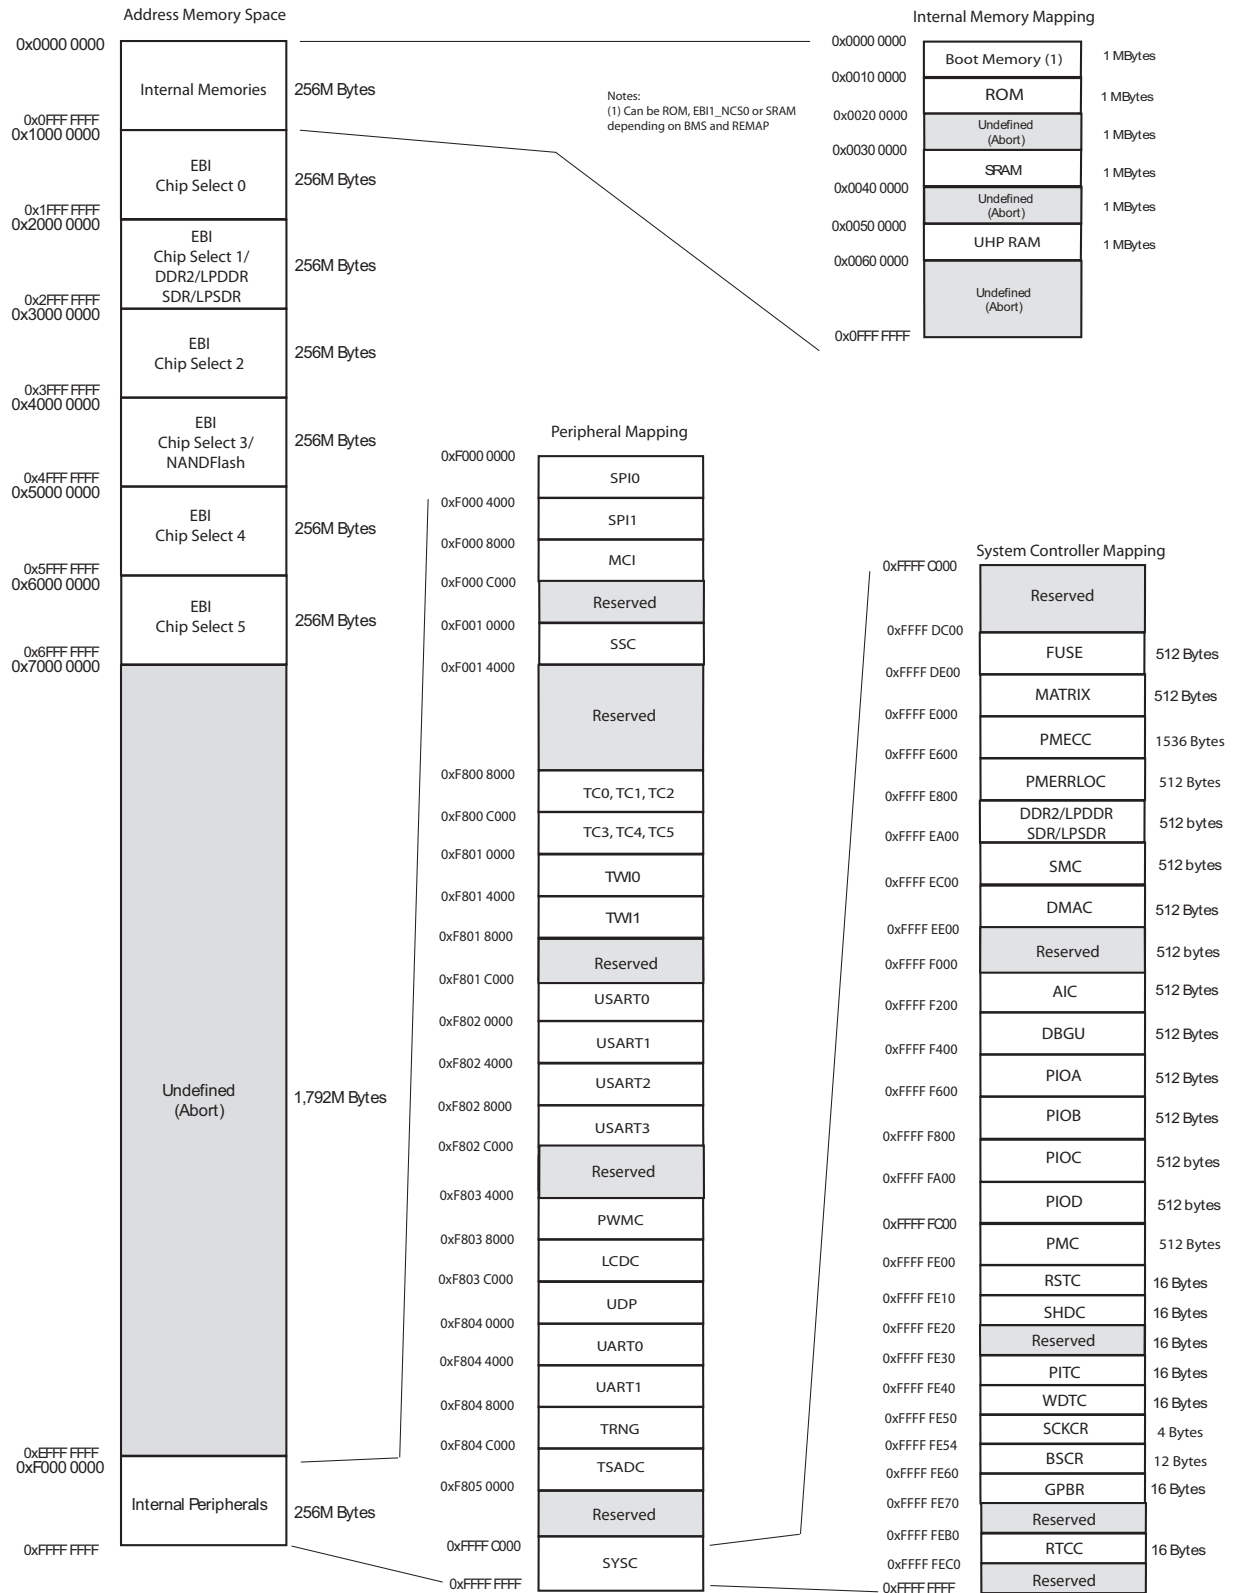 Address Memory Space
0x0000 0000
Internal Memories
256M Bytes
0x0FFF FFFF
0x1000 0000
EBI
Chip Select 0
256M Bytes
0x1FFF FFFF
0x2000 0000
EBI
Chip Select 1/
DDR2/LPDDR
SDR/LPSDR
256M Bytes
0x2FFF FFFF
0x3000 0000
EBI
Chip Select 2
256M Bytes
0x3FFF FFFF
0x4000 0000
EBI
Chip Select 3/
NANDFlash
256M Bytes
0x4FFF FFFF
0x5000 0000
EBI
Chip Select 4
256M Bytes
0x5FFF FFFF
0x6000 0000
EBI
Chip Select 5
256M Bytes
0x6FFF FFFF
0x7000 0000
Undefined
(Abort)
1,792M Bytes
0xEFFF FFFF
0xF000 0000
Internal Peripherals
256M Bytes
0xFFFF FFFF
Notes:
(1) Can be ROM, EBI1_NCS0 or SRAM
depending on BMS and REMAP
Internal Memory Mapping
0x0000 0000
Boot Memory (1)
1 MBytes
0x0010 0000
ROM
1 MBytes
0x0020 0000
Undefined
(Abort)
1 MBytes
0x0030 0000
SRAM
1 MBytes
0x0040 0000
Undefined
(Abort)
1 MBytes
0x0050 0000
UHP RAM
1 MBytes
0x0060 0000
Undefined
(Abort)
0x0FFF FFFF
Peripheral Mapping
0xF000 0000
SPI0
0xF000 4000
SPI1
0xF000 8000
MCI
0xF000 C000
Reserved
0xF001 0000
SSC
0xF001 4000
Reserved
0xF800 8000
TC0, TC1, TC2
0xF800 C000
TC3, TC4, TC5
0xF801 0000
TWI0
0xF801 4000
TWI1
0xF801 8000
Reserved
0xF801 C000
USART0
0xF802 0000
USART1
0xF802 4000
USART2
0xF802 8000
USART3
0xF802 C000
Reserved
0xF803 4000
PWMC
0xF803 8000
LCDC
0xF803 C000
UDP
0xF804 0000
UART0
0xF804 4000
UART1
0xF804 8000
TRNG
0xF804 C000
TSADC
0xF805 0000
Reserved
0xFFFF C000
SYSC
0xFFFF FFFF
System Controller Mapping
0xFFFF C000
Reserved
0xFFFF DC00
FUSE
512 Bytes
0xFFFF DE00
MATRIX
512 Bytes
0xFFFF E000
PMECC
1536 Bytes
0xFFFF E600
PMERRLOC
512 Bytes
0xFFFF E800
DDR2/LPDDR
SDR/LPSDR
512 bytes
0xFFFF EA00
SMC
512 bytes
0xFFFF EC00
DMAC
512 Bytes
0xFFFF EE00
Reserved
512 bytes
0xFFFF F000
AIC
512 Bytes
0xFFFF F200
DBGU
512 Bytes
0xFFFF F400
PIOA
512 Bytes
0xFFFF F600
PIOB
512 Bytes
0xFFFF F800
PIOC
512 bytes
0xFFFF FA00
PIOD
512 bytes
0xFFFF FC00
PMC
512 Bytes
0xFFFF FE00
RSTC
16 Bytes
0xFFFF FE10
SHDC
16 Bytes
0xFFFF FE20
Reserved
16 Bytes
0xFFFF FE30
PITC
16 Bytes
0xFFFF FE40
WDTC
16 Bytes
0xFFFF FE50
SCKCR
4 Bytes
0xFFFF FE54
BSCR
12 Bytes
0xFFFF FE60
GPBR
16 Bytes
0xFFFF FE70
Reserved
0xFFFF FEB0
RTCC
16 Bytes
0xFFFF FEC0
Reserved
0xFFFF FFFF